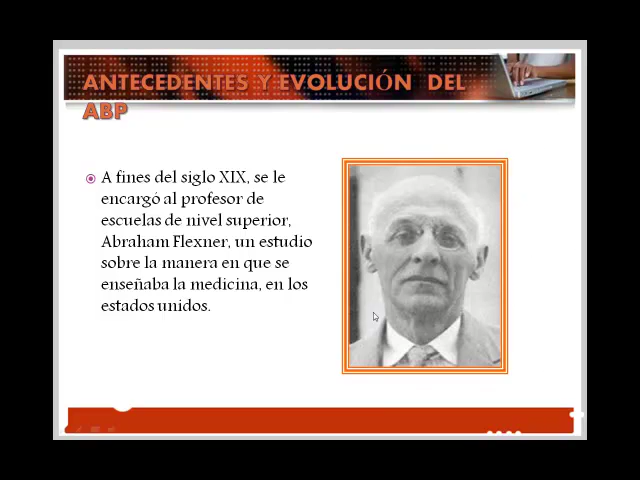 ANTECEDENTES Y EVOLUCIÓN DEL
ABP
A fines del siglo XIX, se le
encargó al profesor de
escuelas de nivel superior,
Abraham Flexner, un estudio
sobre la manera en que se
enseñaba la medicina, en los
estados unidos.